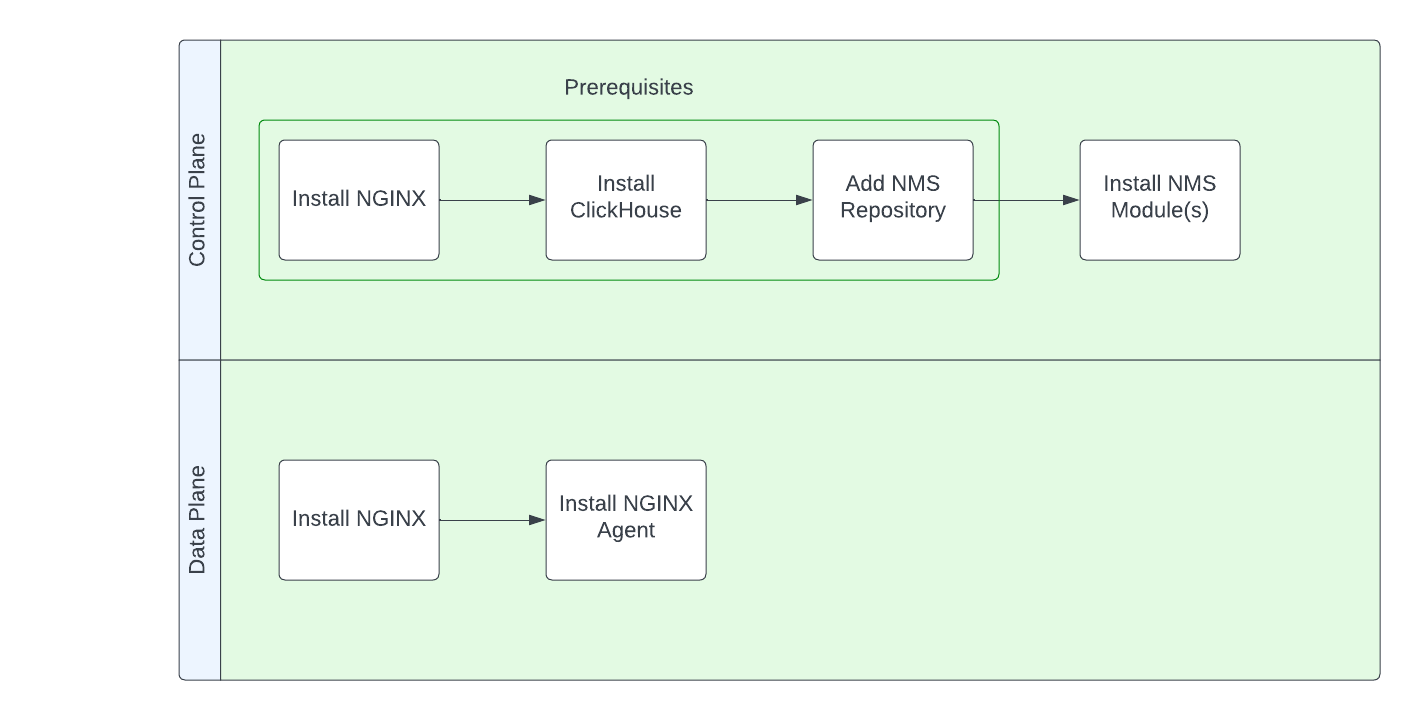 Control Plane
Prerequisites
Install NGINX
Install
ClickHouse
Add NMS
Repository
Install NMS
Module(s)
Data Plane
Install NGINX
Install NGINX
Agent